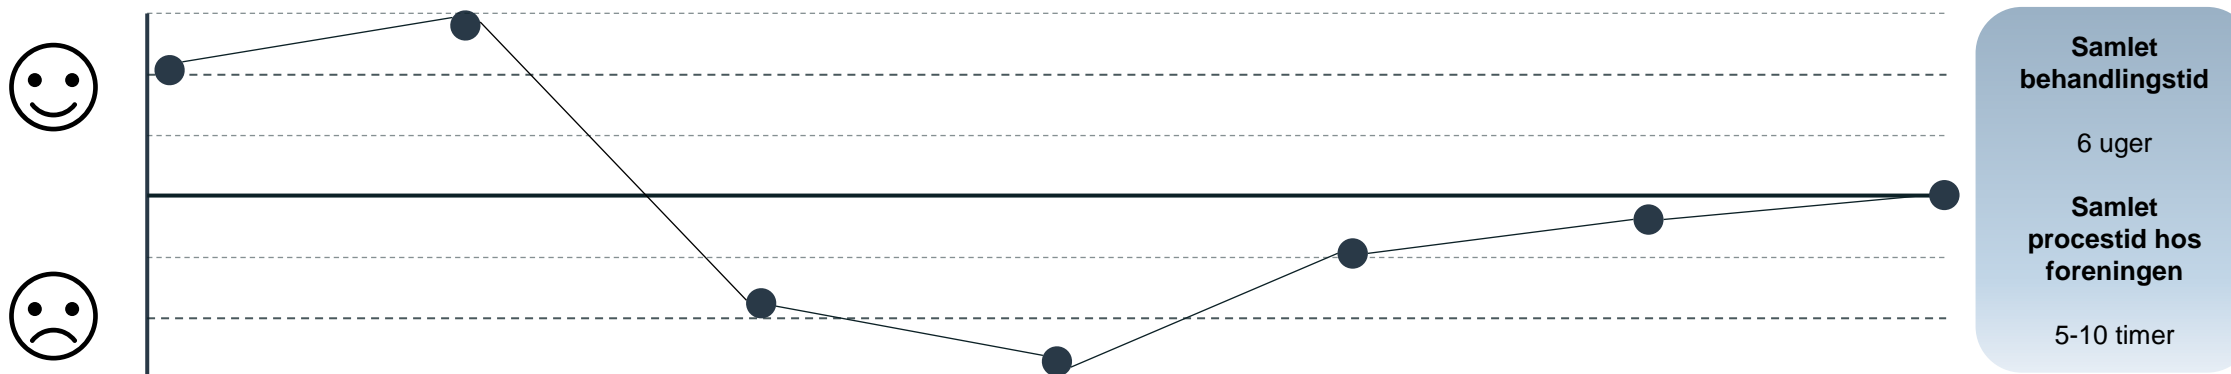 Samlet
behandlingstid
6 uger
Samlet
procestid hos
foreningen
5-10 timer